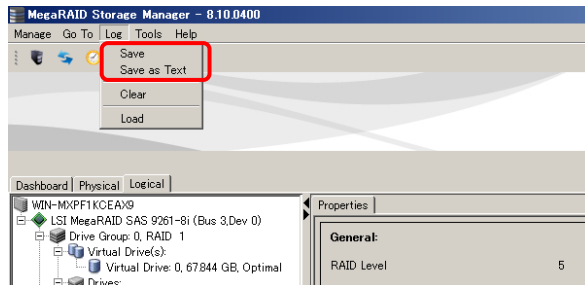 MegaRAID Storage Manager - 8.10.0400
Manage Go To Log Tools Help
Save
Save as Text
Clear
Load
Dashboard Physical Logical
WIN-MXPF1KCEAX9
Properties
LSI MegaRAID SAS 9261-8i (Bus 3,Dev 0)
Drive Group: 0, RAID 1
General:
Virtual Drive(s):
Virtual Drive: 0, 67.844 GB, Optimal
RAID Level 5
Drives: